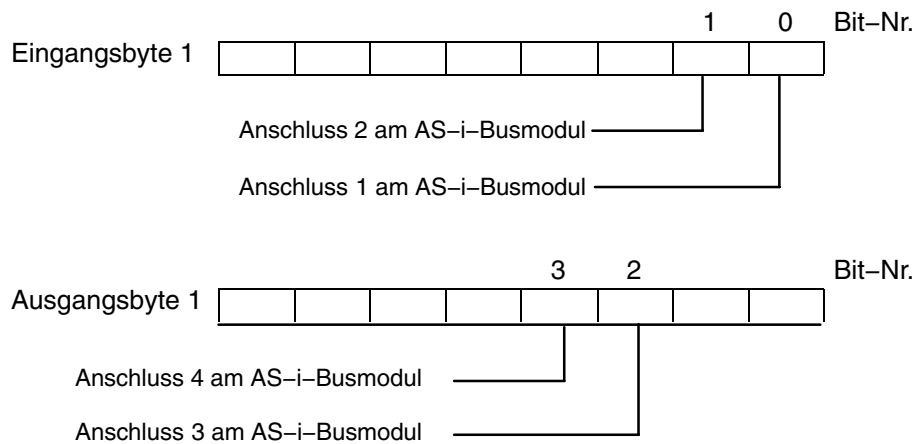 1 0 Bit−Nr.
Eingangsbyte 1
Anschluss 2 am AS−i−Busmodul
Anschluss 1 am AS−i−Busmodul
3 2 Bit−Nr.
Ausgangsbyte 1
Anschluss 4 am AS−i−Busmodul
Anschluss 3 am AS−i−Busmodul